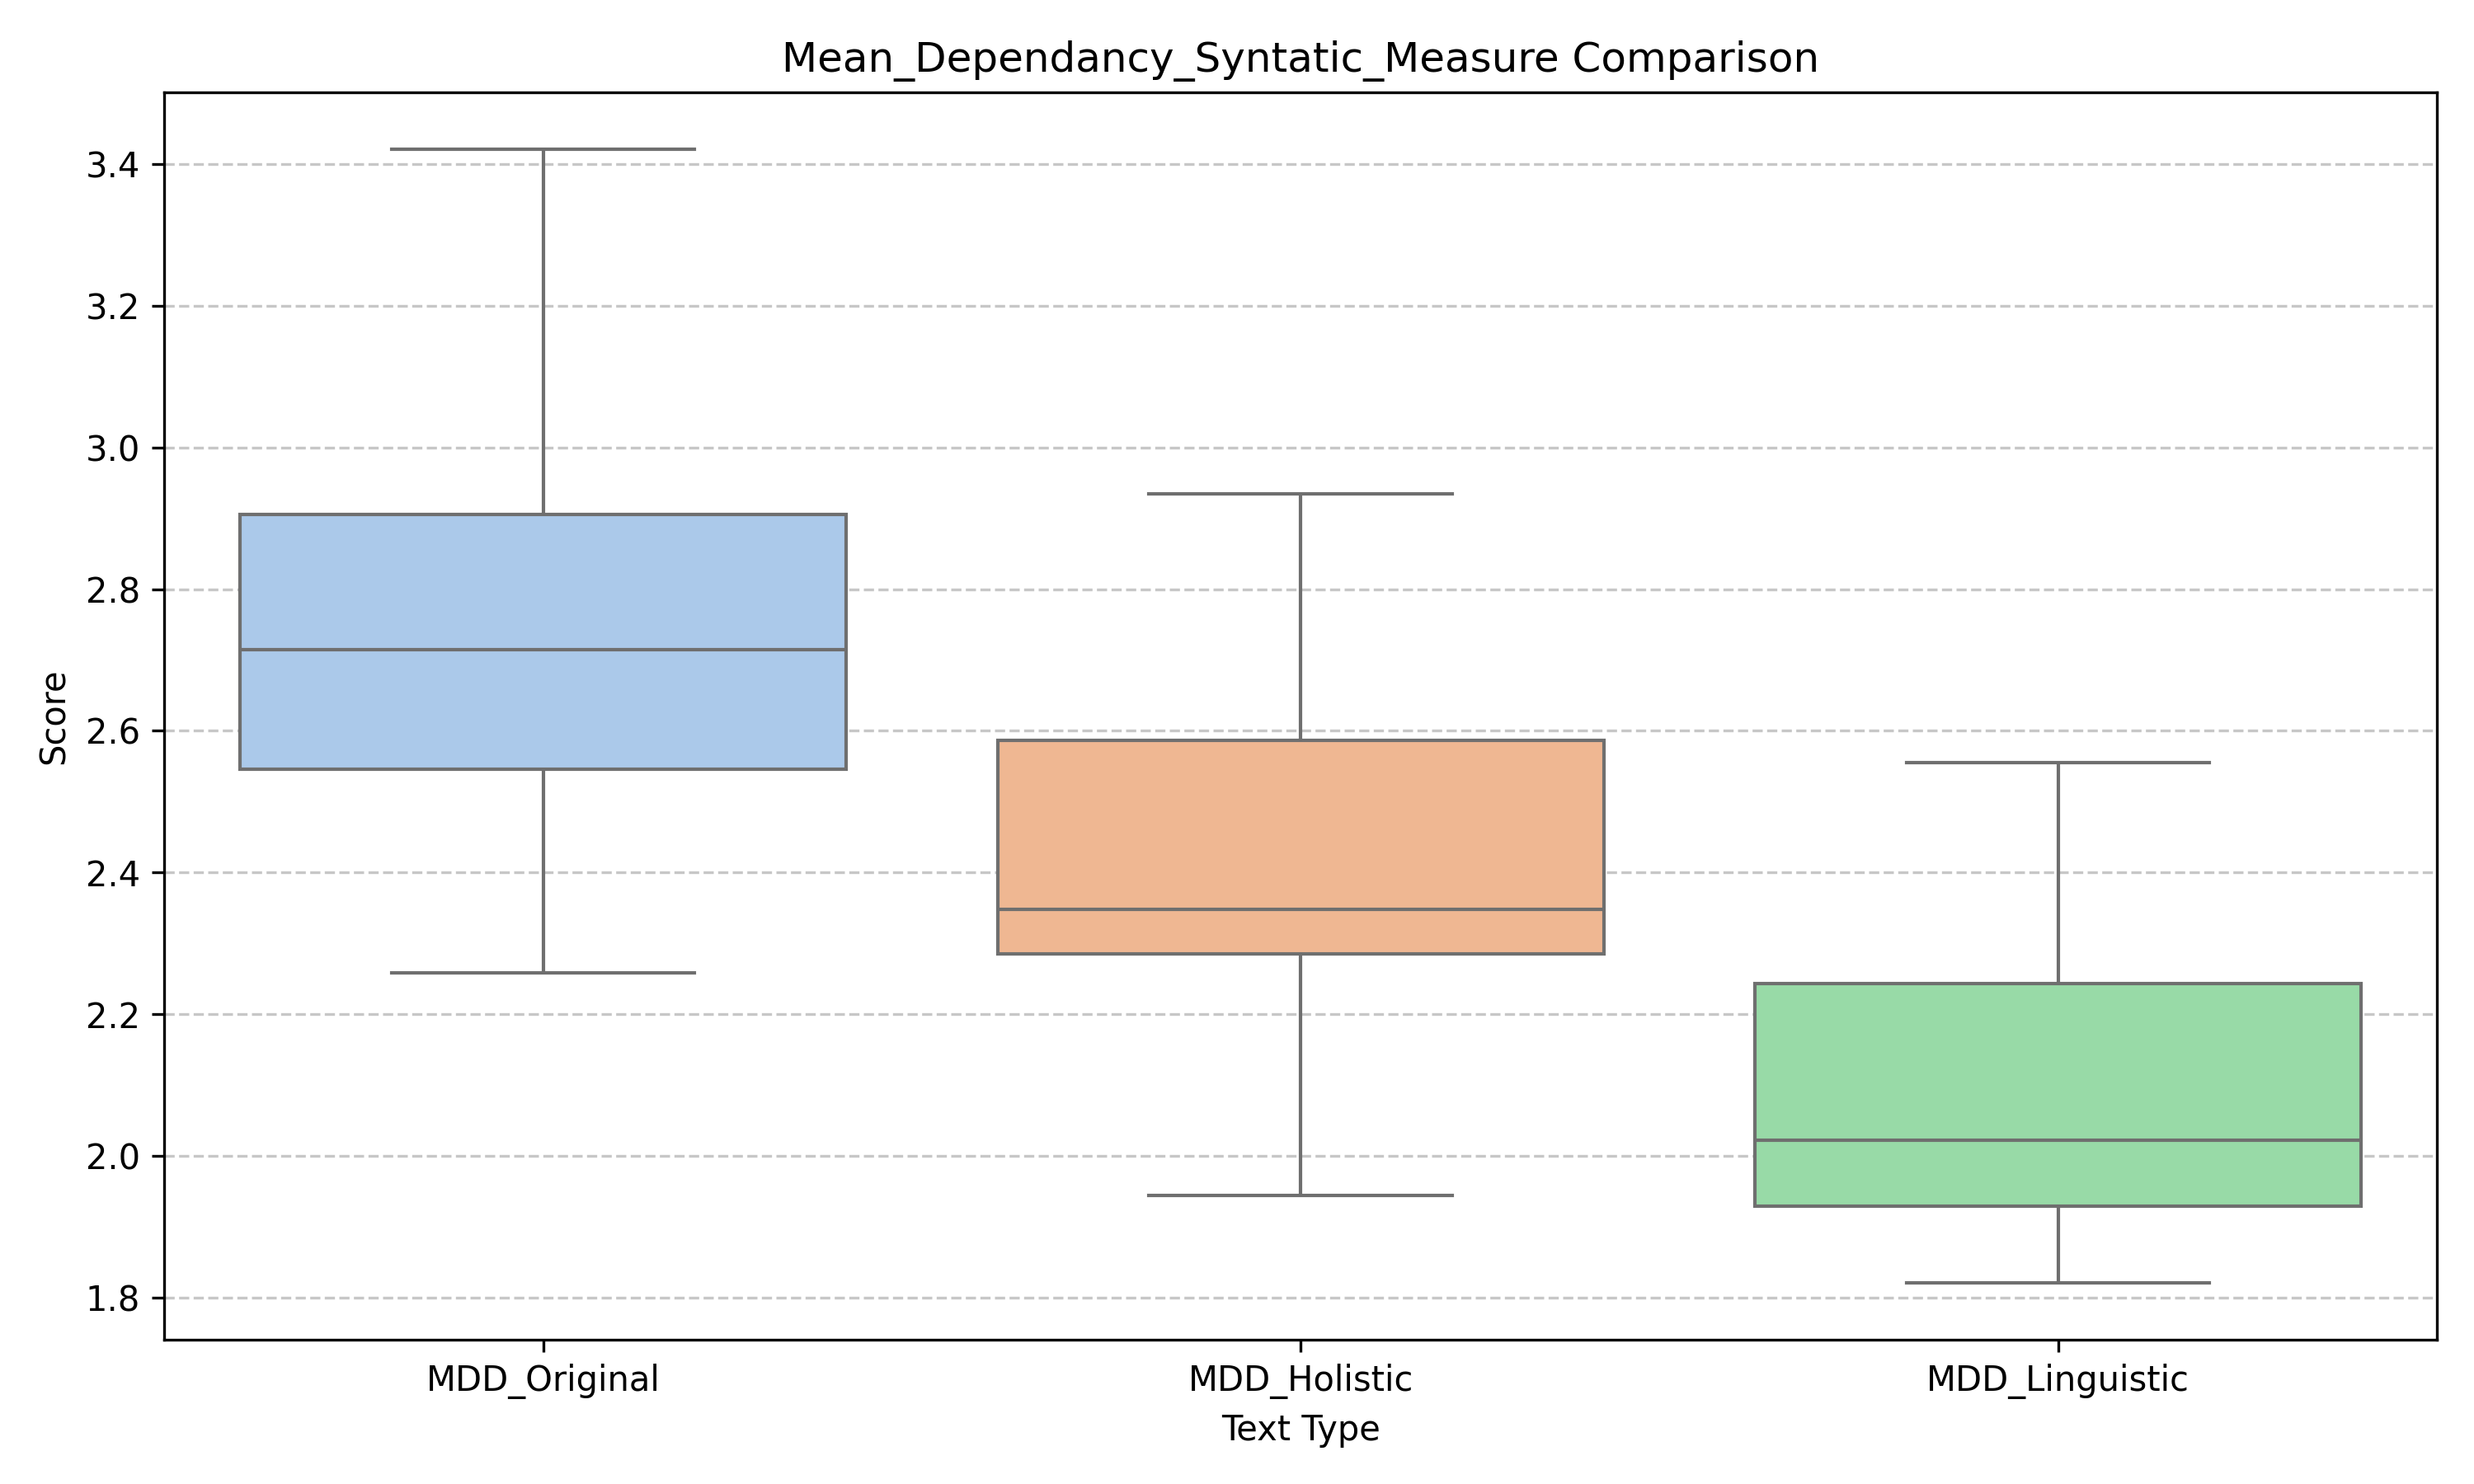 Mean_Dependancy_Syntatic_Measure Comparison
Score
3.4
3.2
3.0
2.8
2.6
2.4
2.2
2.0
1.8
MDD_Original MDD_Holistic MDD_Linguistic
Text Type